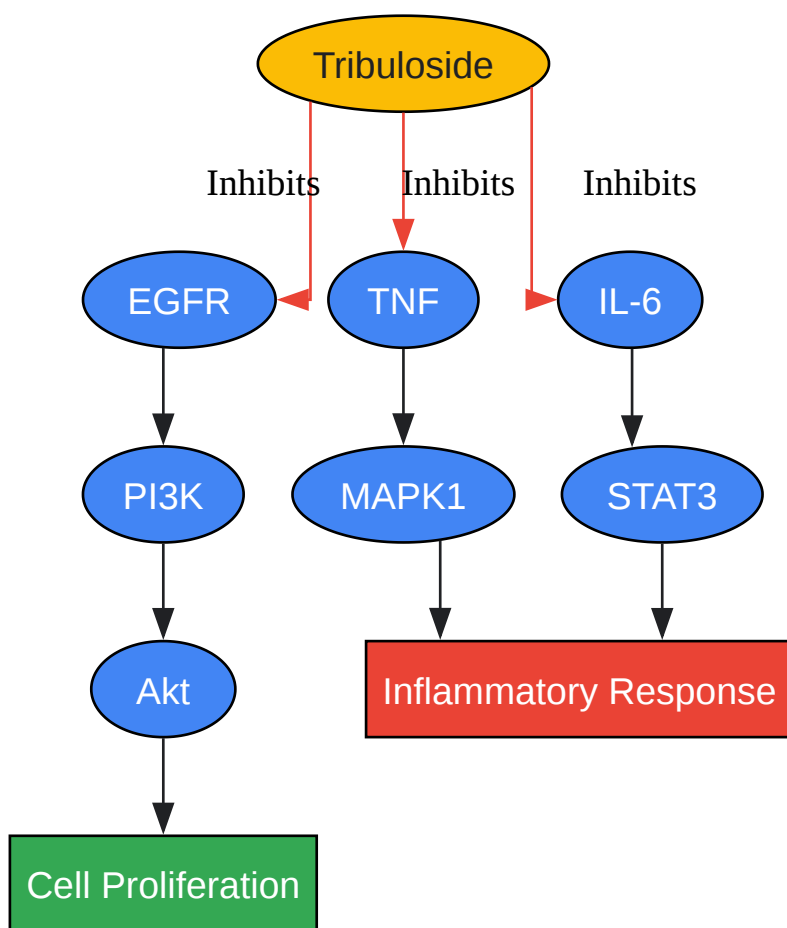 Tribuloside
Inhibits
Inhibits
Inhibits
EGFR
TNF
IL-6
PI3K
MAPK1
STAT3
Akt
Inflammatory Response
Cell Proliferation